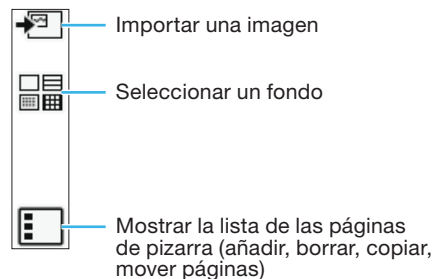 Importar una imagen
Seleccionar un fondo
Mostrar la lista de las páginas
de pizarra (añadir, borrar, copiar,
mover páginas)